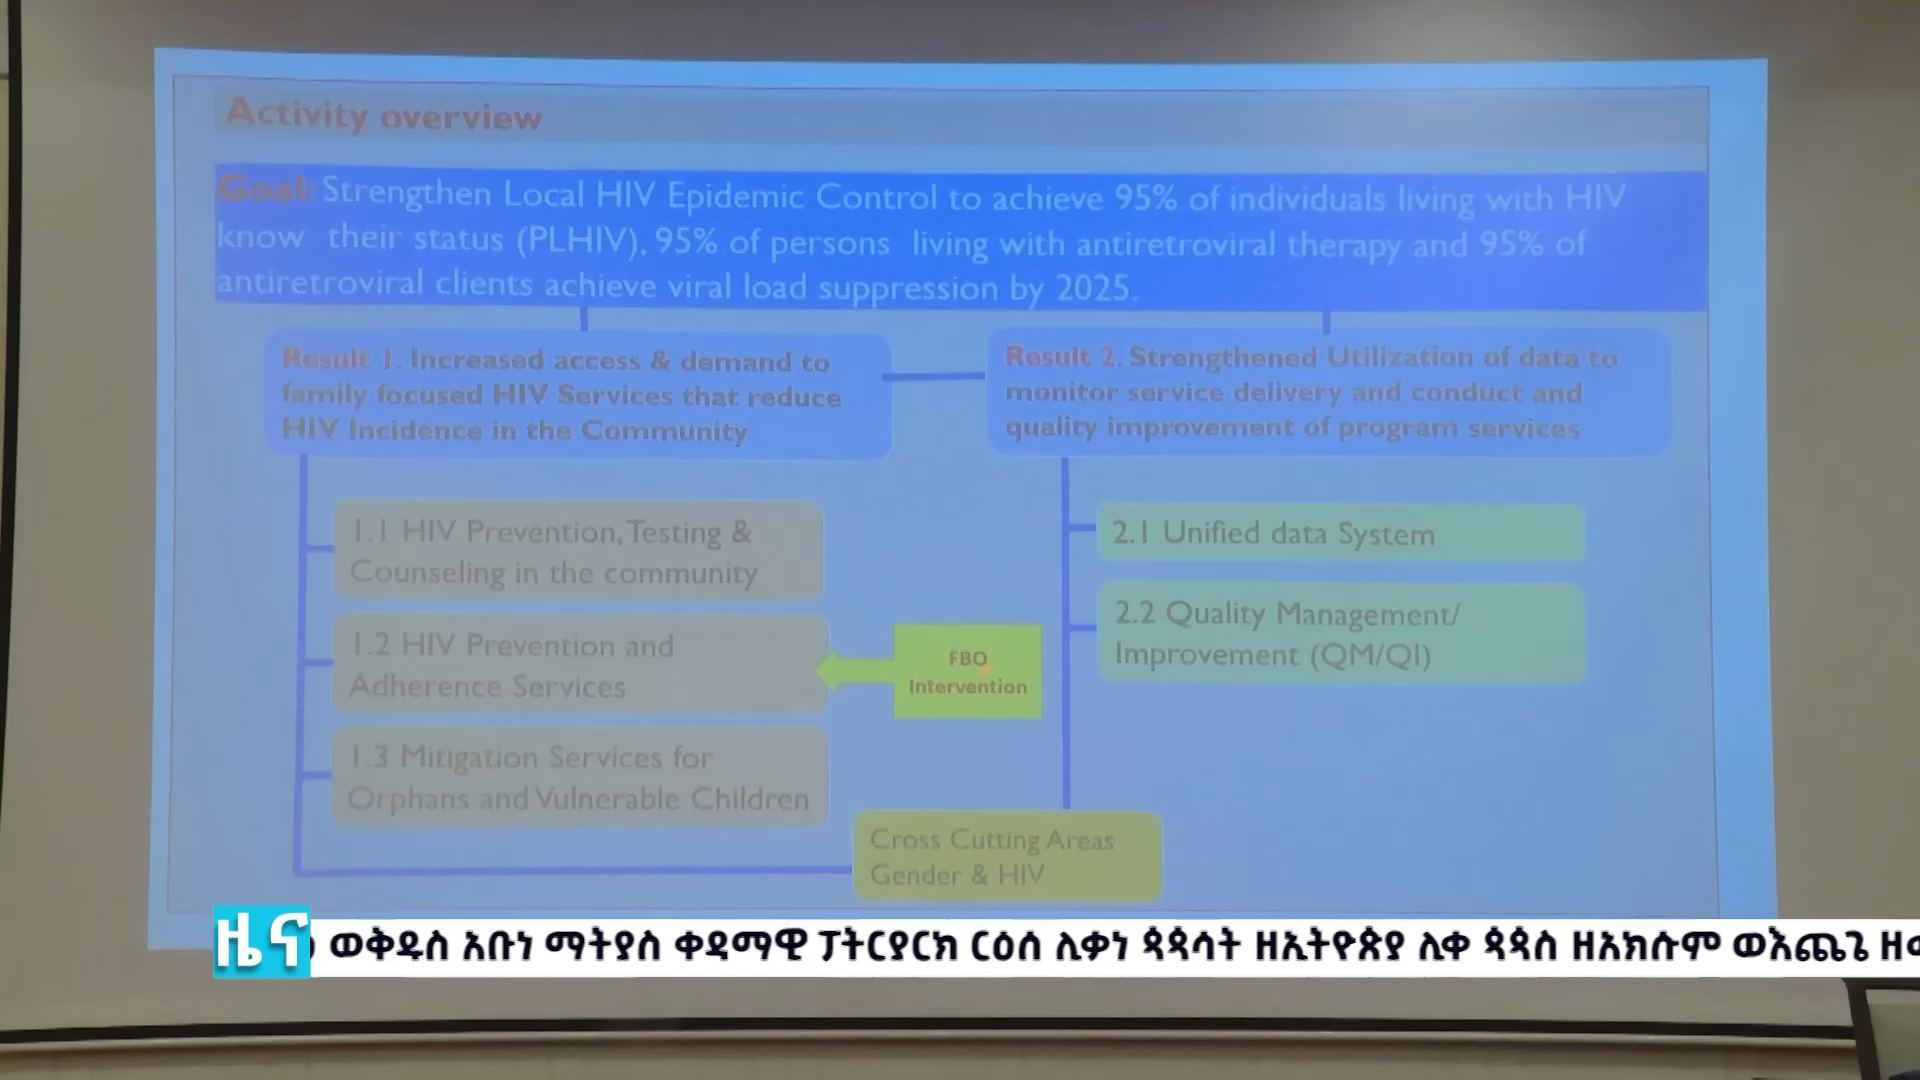 Activity overview
Goal: Strengthen Local HIV Epidemic Control to achieve 95% of individuals living with HIV
know their status (PLHIV), 95% of persons living with antiretroviral therapy and 95% of
antiretroviral clients achieve viral load suppression by 2025.
Result 1. Increased access & demand to
family focused HIV Services that reduce
HIV Incidence in the Community
Result 2. Strengthened Utilization of data to
monitor service delivery and conduct and
quality improvement of program services
1.1 HIV Prevention, Testing &
Counseling in the community
1.2 HIV Prevention and
Adherence Services
1.3 Mitigation Services for
Orphans and Vulnerable Children
FBO
Intervention
2.1 Unified data System
2.2 Quality Management/
Improvement (QM/QI)
Cross Cutting Areas
Gender & HIV
ዜና
ወቅዱስ አቡነ ማትያስ ቀዳማዊ ፓትርያርክ ርዕሰ ሊቃነ ጳጳሳት ዘኢትዮጵያ ሊቀ ጳጳስ ዘአክሱም ወእጨጌ